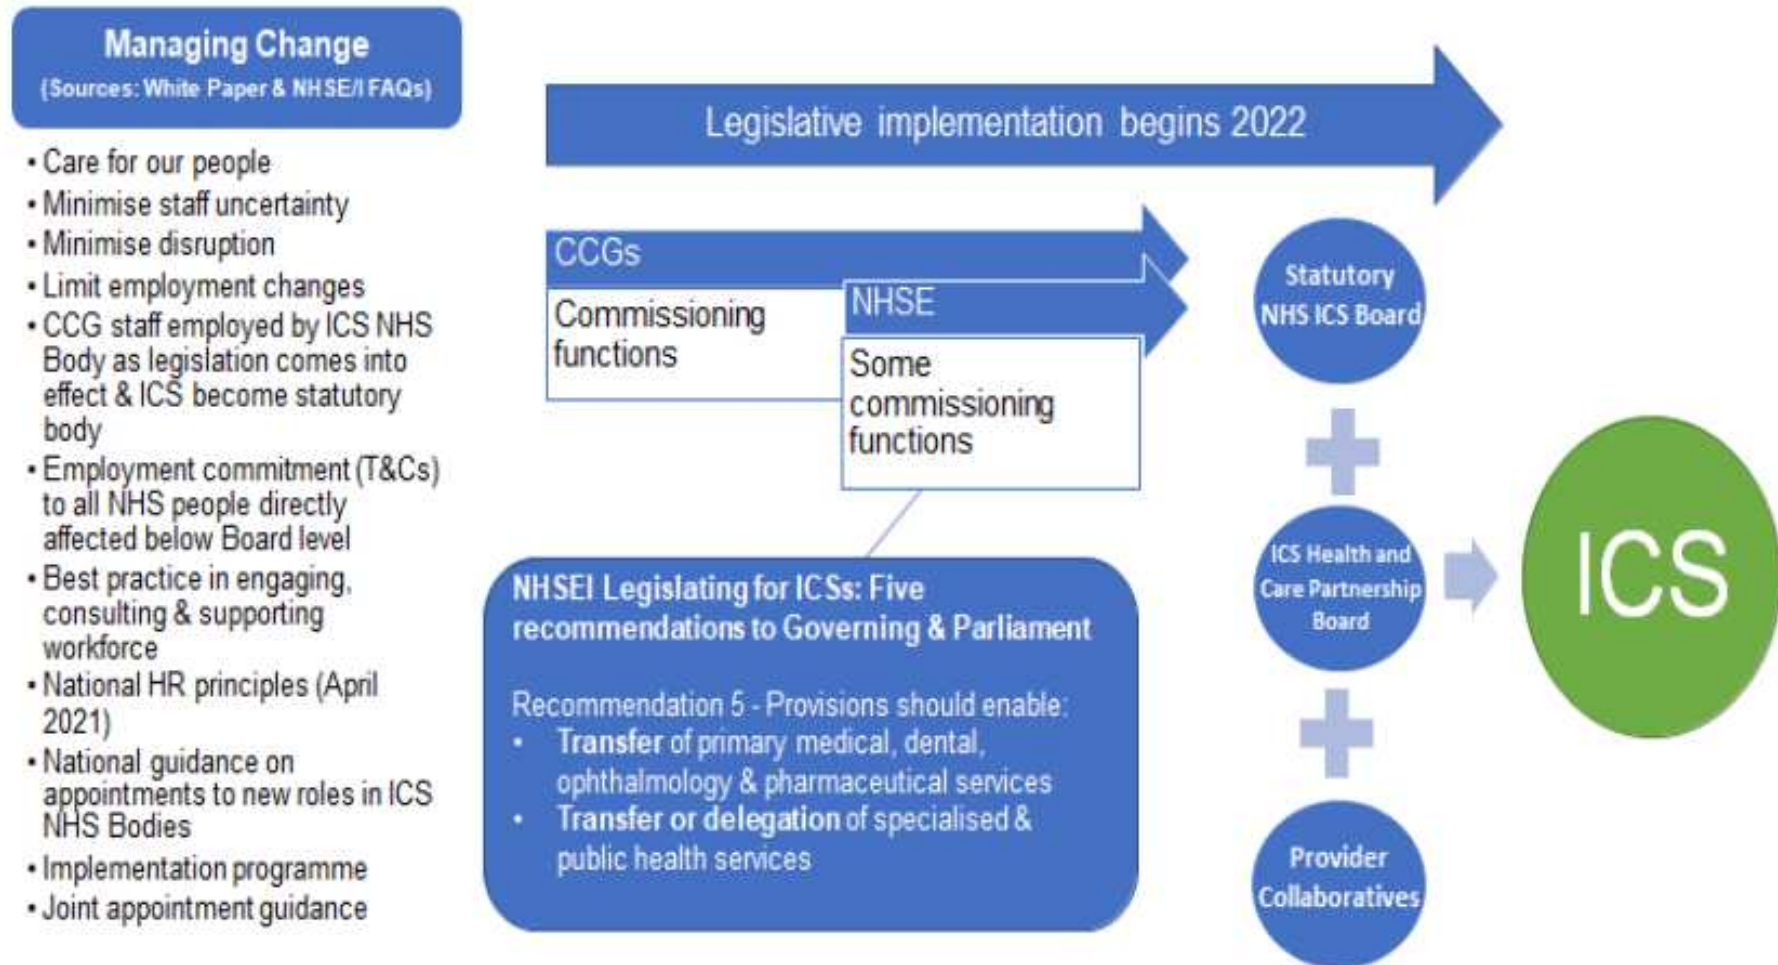 Managing Change
(Sources: White Paper & NHSE/I FAQs)
• Care for our people
• Minimise staff uncertainty
• Minimise disruption
• Limit employment changes
• CCG staff employed by ICS NHS
Body as legislation comes into
effect & ICS become statutory
body
• Employment commitment (T&Cs)
to all NHS people directly
affected below Board level
• Best practice in engaging,
consulting & supporting
workforce
• National HR principles (April
2021)
• National guidance on
appointments to new roles in ICS
NHS Bodies
• Implementation programme
• Joint appointment guidance
Legislative implementation begins 2022
CCGs
Commissioning
functions
NHSE
Some
commissioning
functions
NHSEI Legislating for ICSs: Five
recommendations to Governing & Parliament
Recommendation 5 - Provisions should enable:
• Transfer of primary medical, dental,
ophthalmology & pharmaceutical services
• Transfer or delegation of specialised &
public health services
Statutory
NHS ICS Board
ICS Health and
Care Partnership
Board
Provider
Collaboratives
ICS